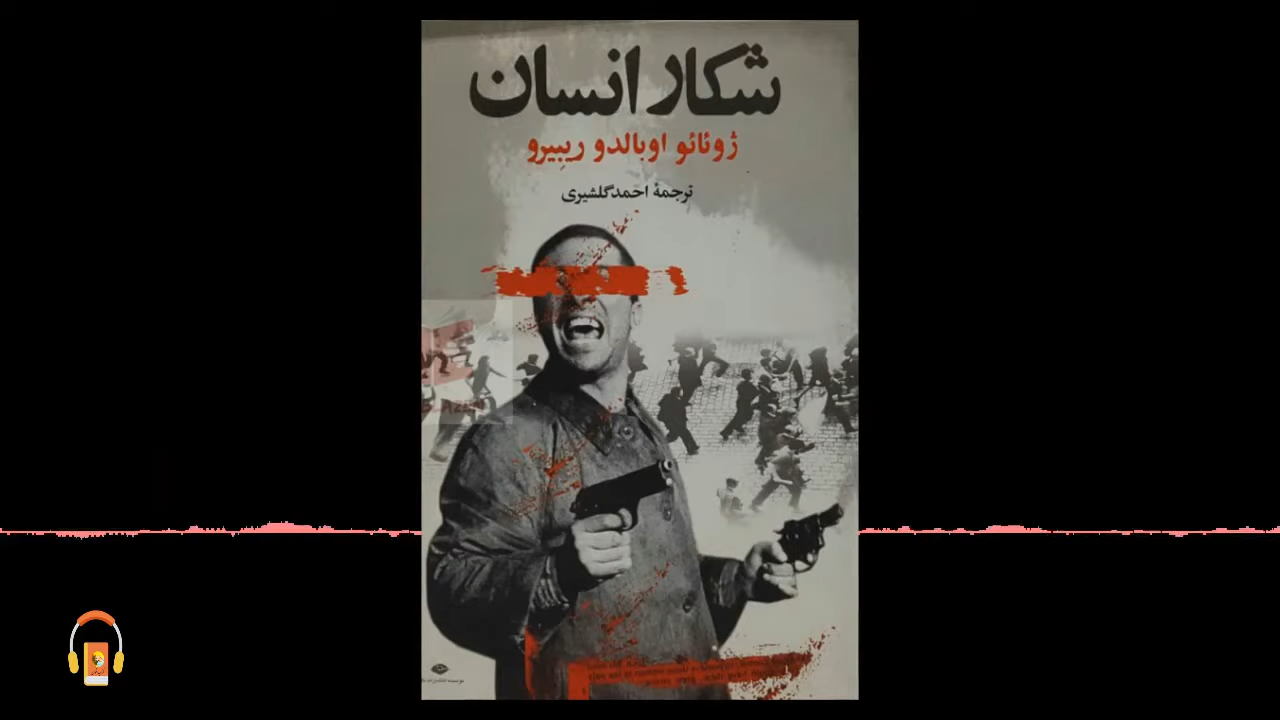 شکار انسان
ژوئائو اوبالدو ریبیرو
ترجمهٔ احمد گلشیری